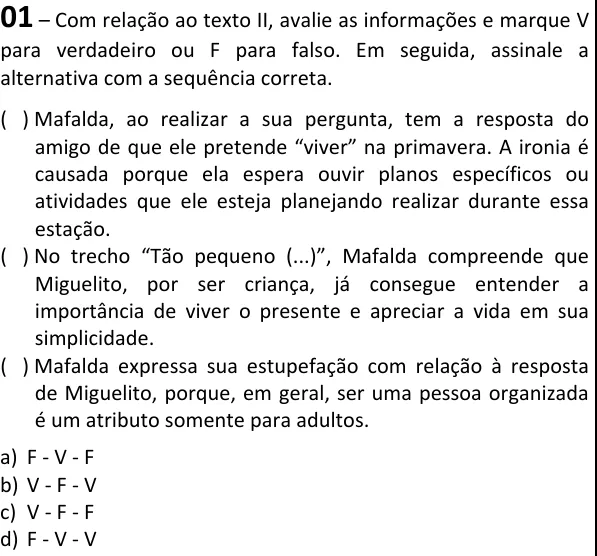 01 – Com relação ao texto II, avalie as informações e marque V
para verdadeiro ou F para falso. Em seguida, assinale a
alternativa com a sequência correta.
( ) Mafalda, ao realizar a sua pergunta, tem a resposta do
amigo de que ele pretende “viver” na primavera. A ironia é
causada porque ela espera ouvir planos específicos ou
atividades que ele esteja planejando realizar durante essa
estação.
( ) No trecho “Tão pequeno (...)”, Mafalda compreende que
Miguelito, por ser criança, já consegue entender a
importância de viver o presente e apreciar a vida em sua
simplicidade.
( ) Mafalda expressa sua estupefação com relação à resposta
de Miguelito, porque, em geral, ser uma pessoa organizada
é um atributo somente para adultos.
a) F - V - F
b) V - F - V
c) V - F - F
d) F - V - V